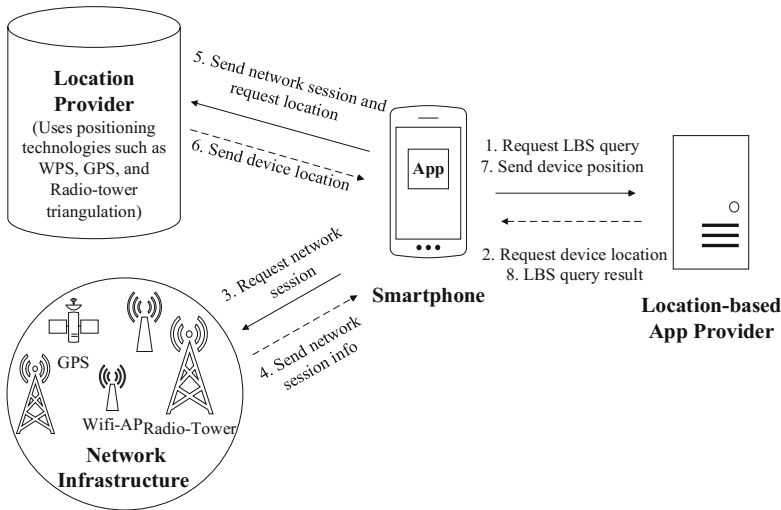 Location
Provider
(Uses positioning
technologies such as
WPS, GPS, and
Radio-tower
triangulation)
5. Send network session and
request location
6. Send device location
App
Smartphone
1. Request LBS query
7. Send device position
2. Request device location
8. LBS query result
Location-based
App Provider
3. Request network
session
4. Send network
session info
GPS
Wifi-AP
Radio-Tower
Network
Infrastructure